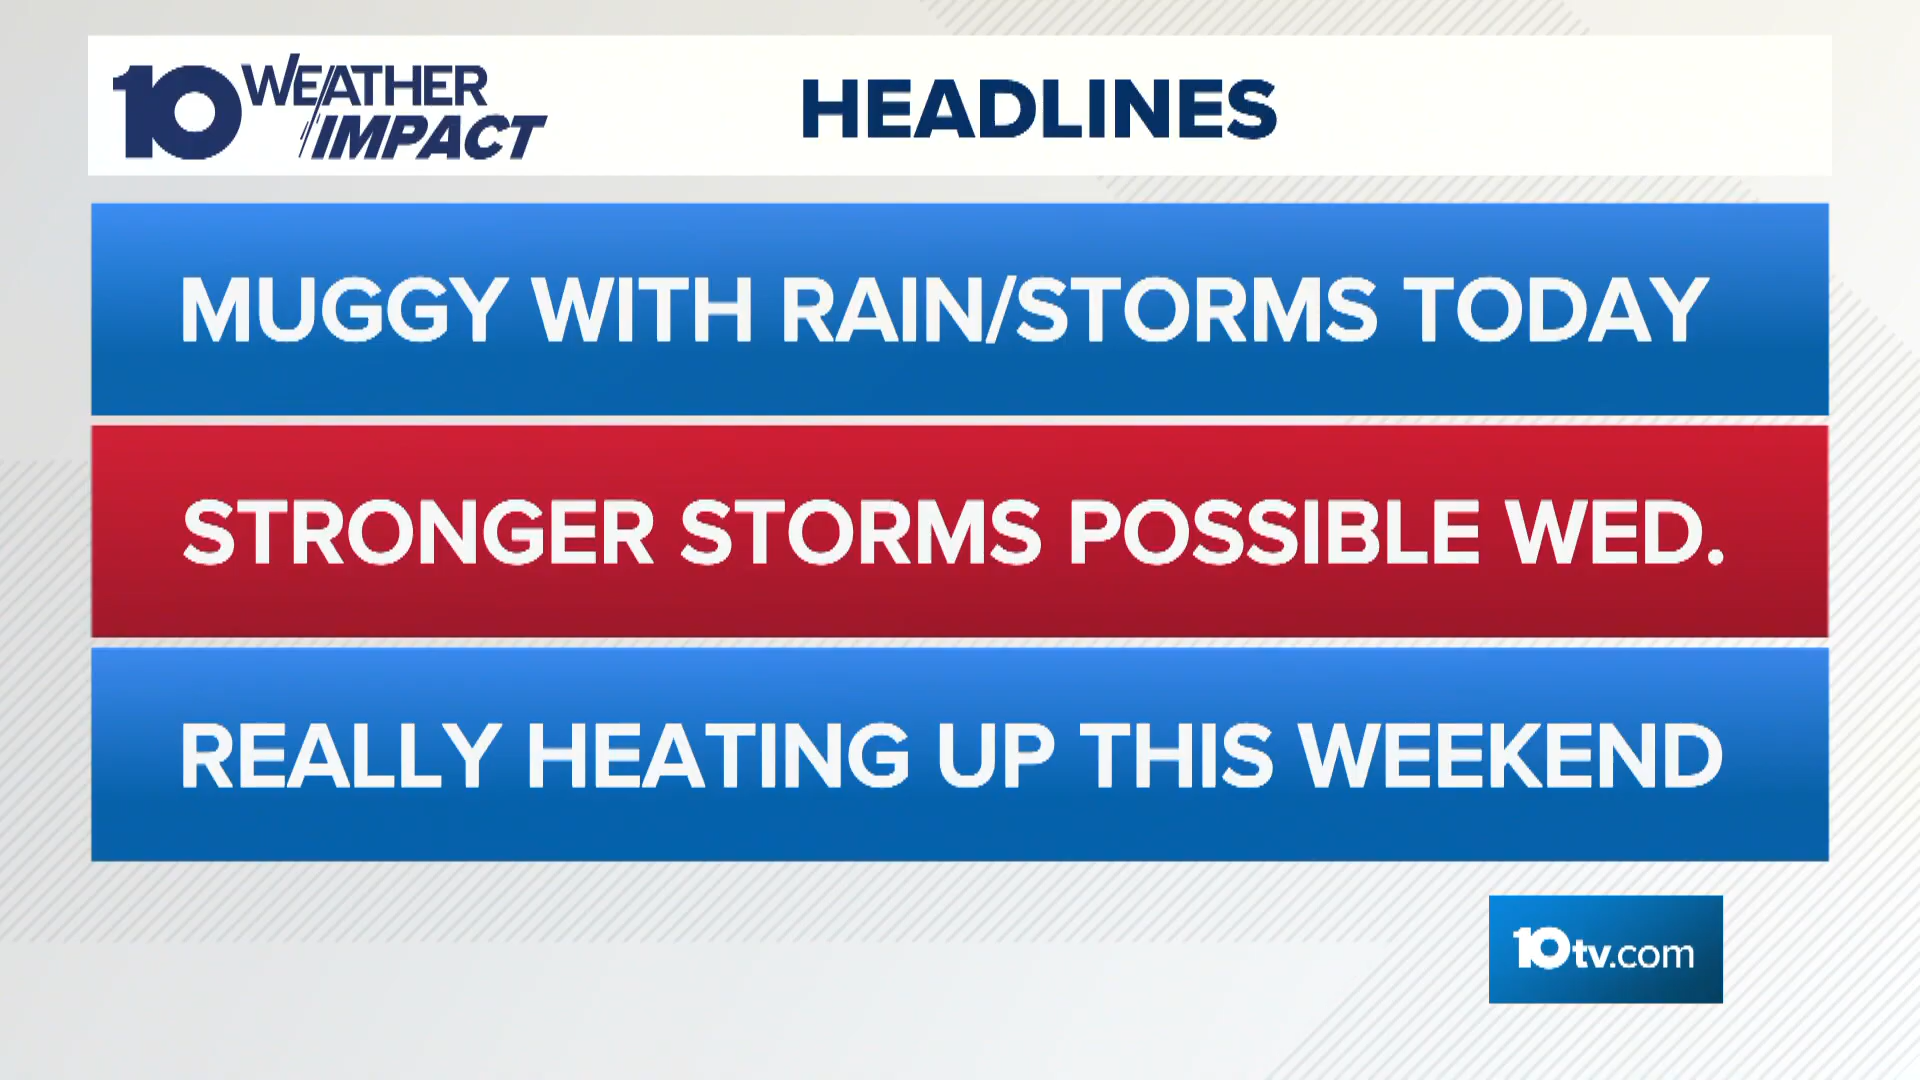 10 WEATHER IMPACT
HEADLINES
MUGGY WITH RAIN/STORMS TODAY
STRONGER STORMS POSSIBLE WED.
REALLY HEATING UP THIS WEEKEND
10tv.com